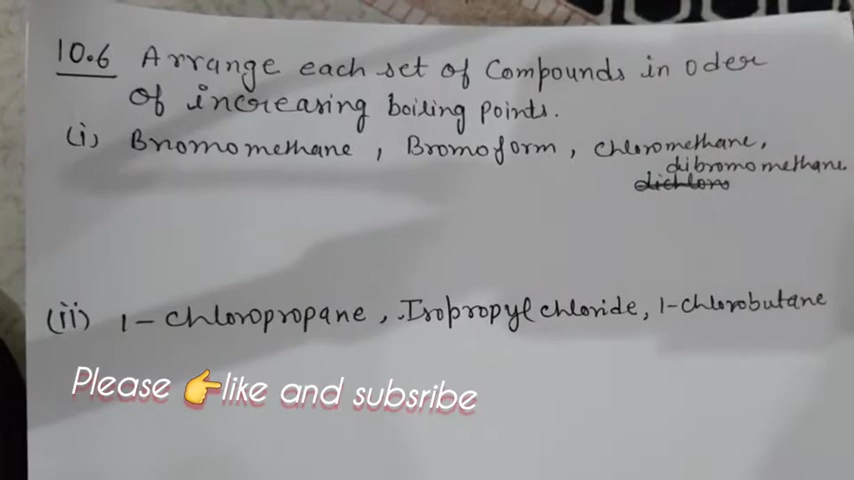 10.6 Arrange each set of Compounds in oder
of increasing boiling points.
(i) Bromomethane, Bromoform, Chloromethane,
dibromomethane.
dichloro
(ii) 1-chloropropane, Isopropyl chloride, 1-chlorobutane
Please 👉like and subsribe